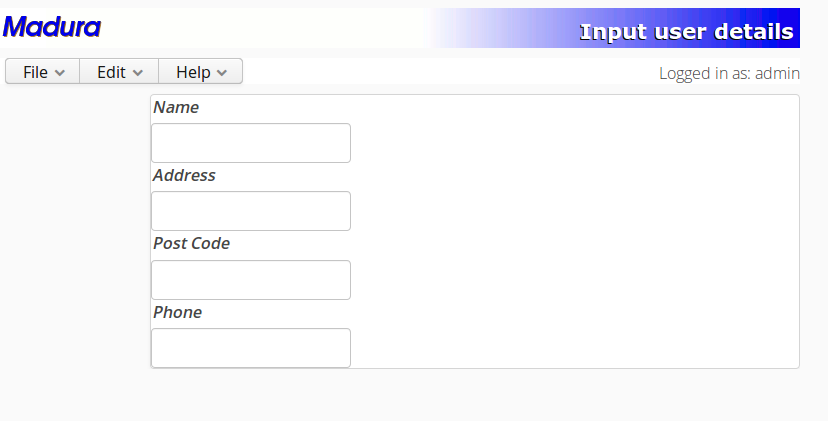 Madura
Input user details
File Edit Help
Logged in as: admin
Name
Address
Post Code
Phone